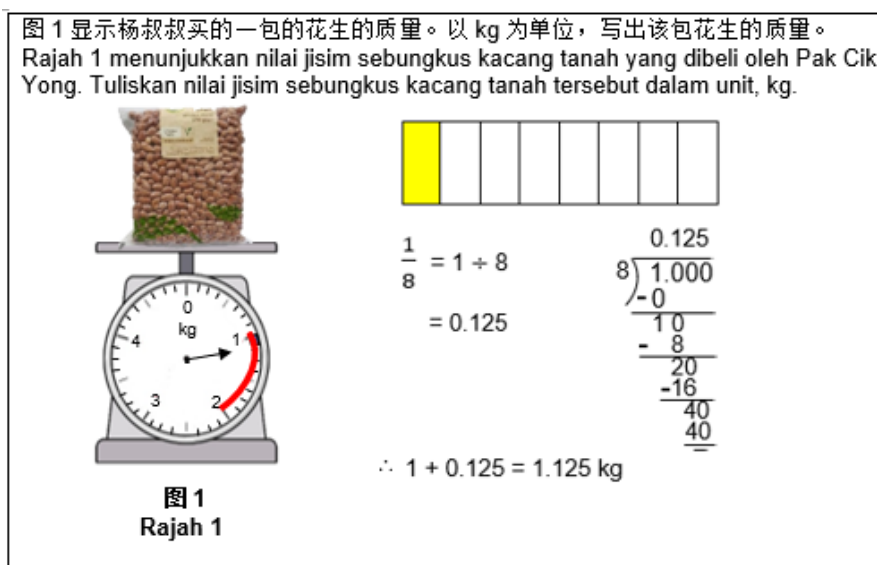 图 1 显示杨叔叔买的一包的花生的质量。以 kg 为单位，写出该包花生的质量。
Rajah 1 menunjukkan nilai jisim sebungkus kacang tanah yang dibeli oleh Pak Cik
Yong. Tuliskan nilai jisim sebungkus kacang tanah tersebut dalam unit, kg.
0
kg
1
2
3
4
图 1
Rajah 1
1/8 = 1 ÷ 8
= 0.125
0.125
8) 1.000
-0
1 0
- 8
20
-16
40
40
∴ 1 + 0.125 = 1.125 kg